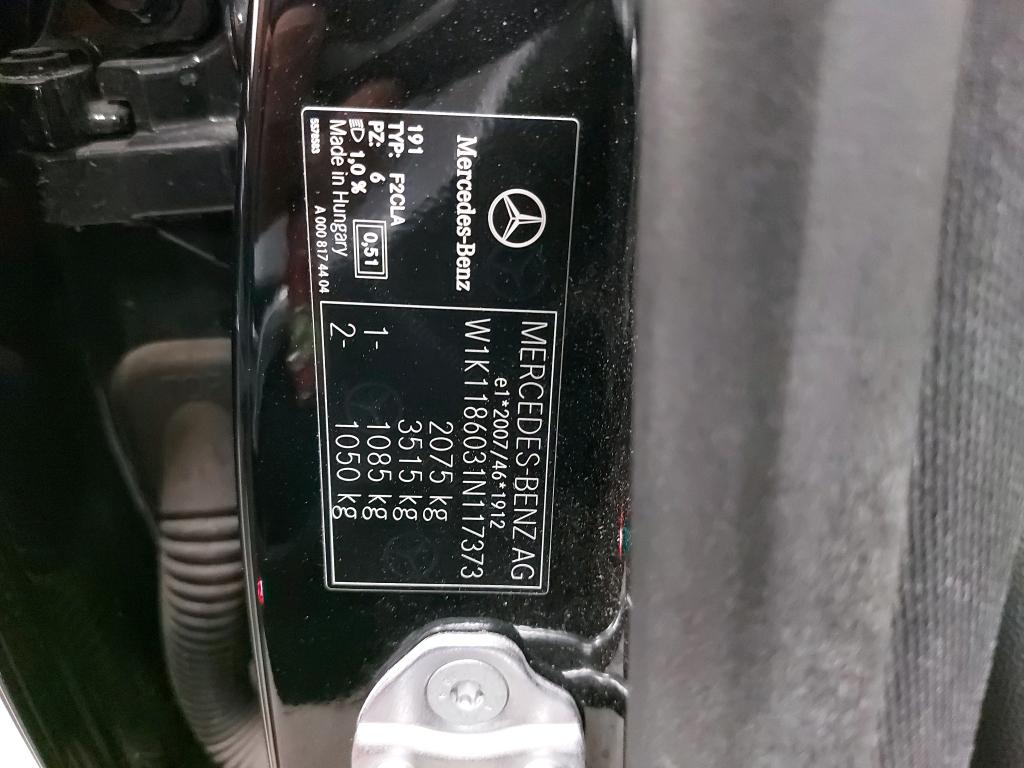 Mercedes-Benz
191
TYP: F2CLA
PZ: 6
0,51
1,0 %
Made in Hungary
A 000 817 44 04
MERCEDES-BENZ AG
e1*2007/46*1912
W1K1186031N117373
2075 kg
3515 kg
1- 1085 kg
2- 1050 kg